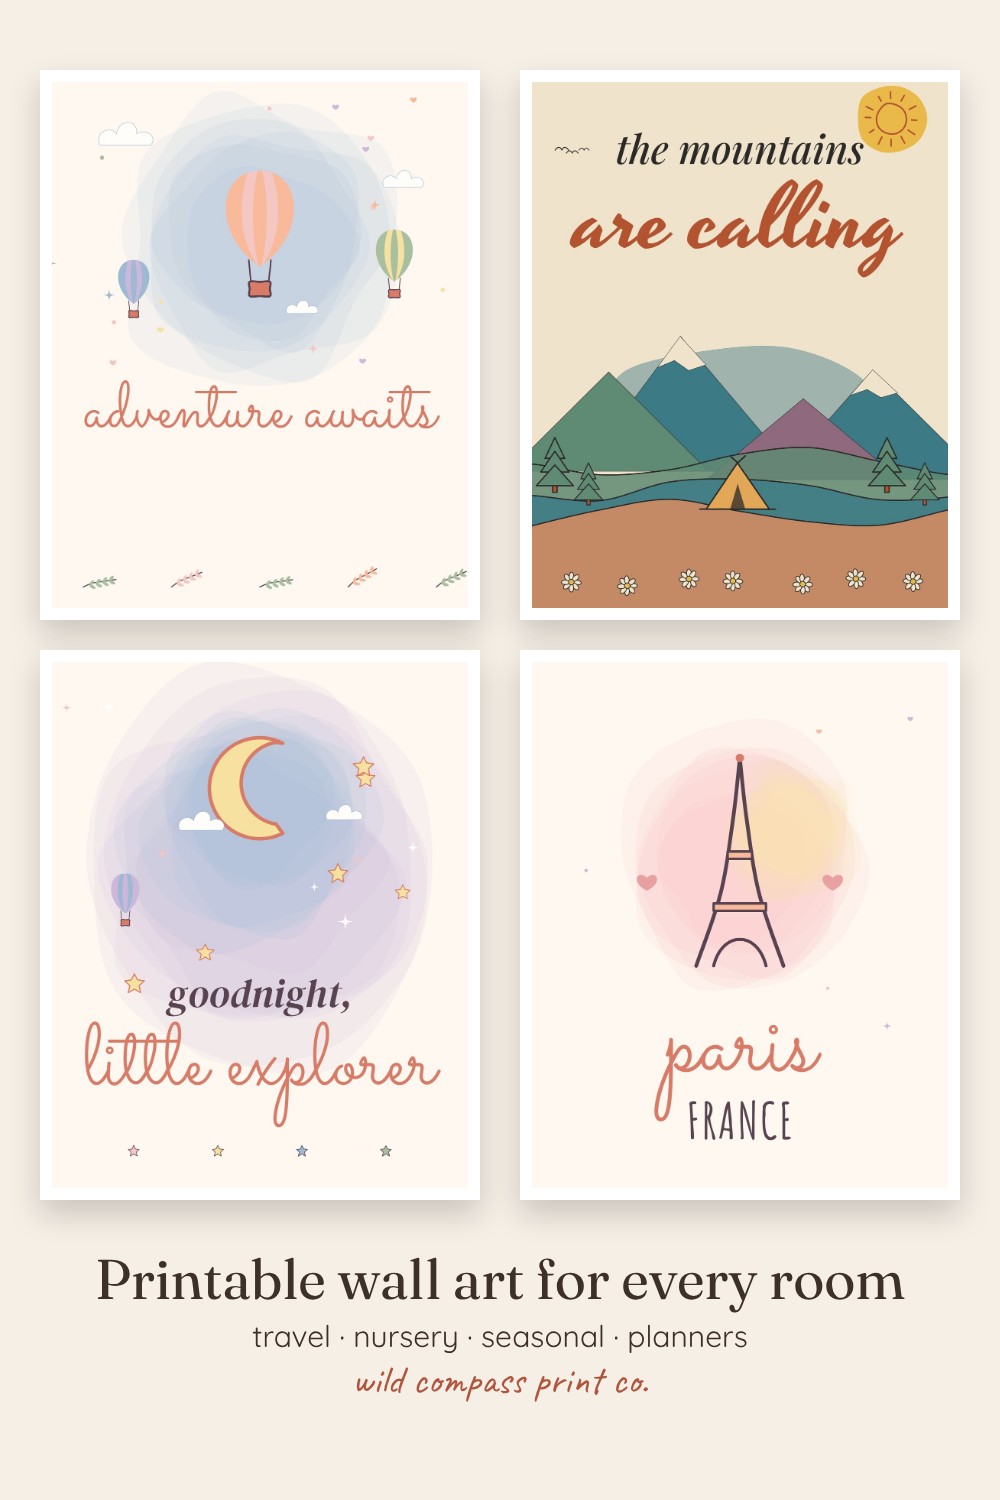 adventure awaits
the mountains
are calling
goodnight,
little explorer
paris
FRANCE
Printable wall art for every room
travel · nursery · seasonal · planners
wild compass print co.